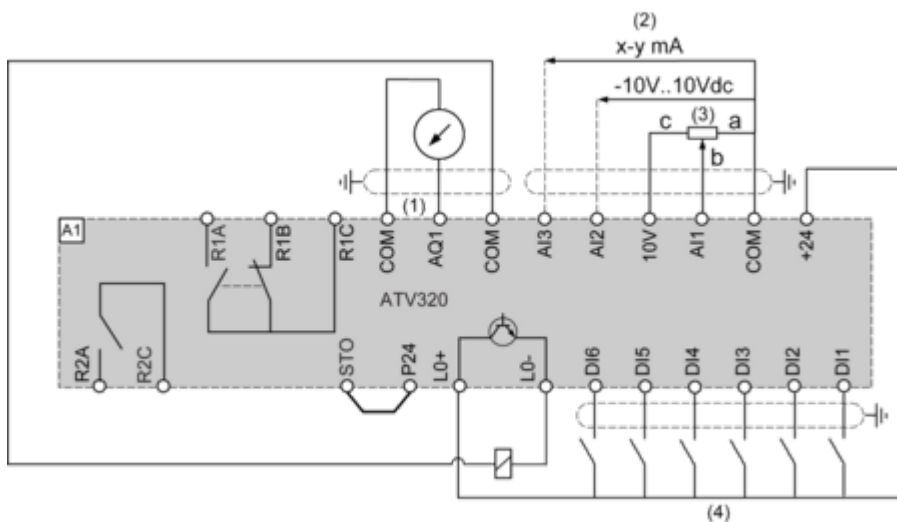 (2)
x-y mA
-10V..10Vdc
c (3) a
b
(1)
A1
R1A
R1B
R1C
COM
AQ1
COM
AI3
AI2
10V
AI1
COM
+24
ATV320
R2A
R2C
STO
P24
L0+
L0-
DI6
DI5
DI4
DI3
DI2
DI1
(4)